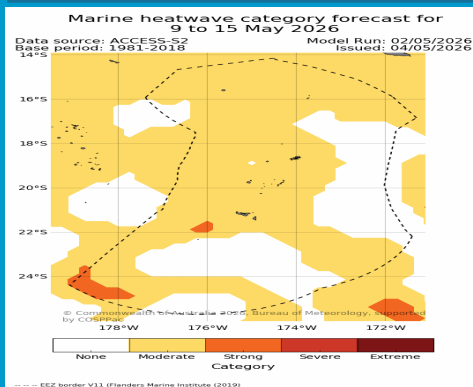 Marine heatwave category forecast for
9 to 15 May 2026
Data source: ACCESS-S2 Model Run: 02/05/2026
Base period: 1981-2018 Issued: 04/05/2026
14°S
16°S
18°S
20°S
22°S
24°S
© Commonwealth of Australia 2026, Bureau of Meteorology, supported
by COSPPac
178°W 176°W 174°W 172°W
None Moderate Strong Severe Extreme
Category
EEZ border V11 (Flanders Marine Institute (2019)